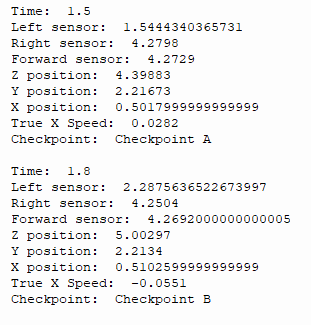 Time:  1.5
Left sensor:  1.5444340365731
Right sensor:  4.2798
Forward sensor:  4.2729
Z position:  4.39883
Y position:  2.21673
X position:  0.5017999999999999
True X Speed:  0.0282
Checkpoint:  Checkpoint A

Time:  1.8
Left sensor:  2.2875636522673997
Right sensor:  4.2504
Forward sensor:  4.2692000000000005
Z position:  5.00297
Y position:  2.2134
X position:  0.5102599999999999
True X Speed:  -0.0551
Checkpoint:  Checkpoint B